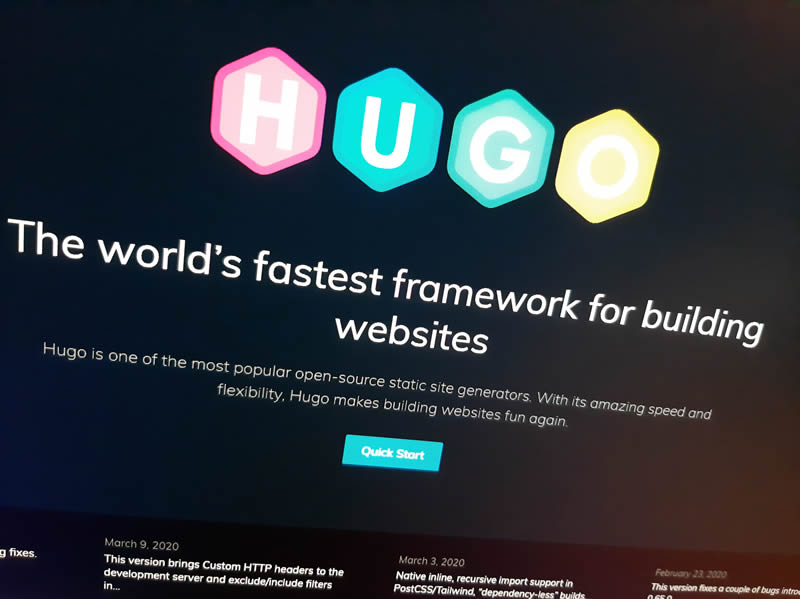 HUGO
The world's fastest framework for building
websites
Hugo is one of the most popular open-source static site generators. With its amazing speed and
flexibility, Hugo makes building websites fun again.
Quick Start
g fixes.
March 9, 2020
This version brings Custom HTTP headers to the
development server and exclude/include filters
in...
March 3, 2020
Native inline, recursive import support in
PostCSS/Tailwind, "dependency-less" builds
February 23, 2020
This version fixes a couple of bugs introd
0.65.0